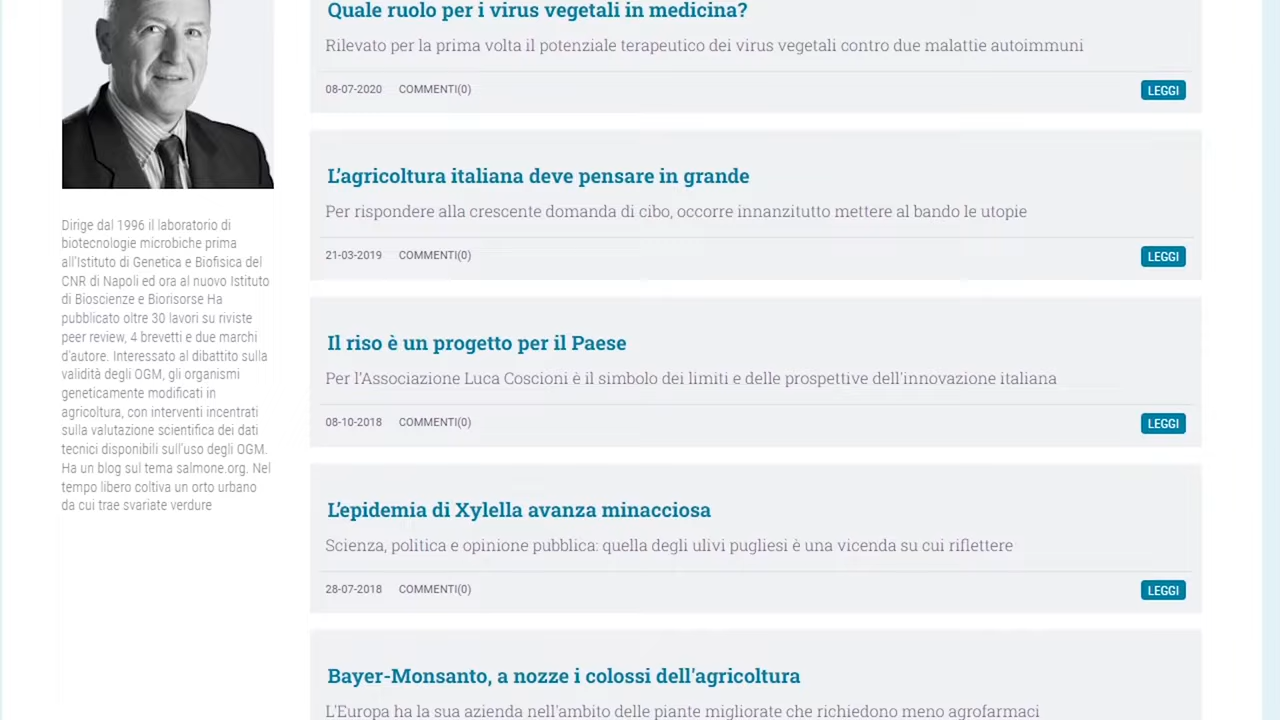 Quale ruolo per i virus vegetali in medicina?
Rilevato per la prima volta il potenziale terapeutico dei virus vegetali contro due malattie autoimmuni
08-07-2020 COMMENTI(0) LEGGI
L'agricoltura italiana deve pensare in grande
Per rispondere alla crescente domanda di cibo, occorre innanzitutto mettere al bando le utopie
21-03-2019 COMMENTI(0) LEGGI
Il riso è un progetto per il Paese
Per l'Associazione Luca Coscioni è il simbolo dei limiti e delle prospettive dell'innovazione italiana
08-10-2018 COMMENTI(0) LEGGI
L'epidemia di Xylella avanza minacciosa
Scienza, politica e opinione pubblica: quella degli ulivi pugliesi è una vicenda su cui riflettere
28-07-2018 COMMENTI(0) LEGGI
Bayer-Monsanto, a nozze i colossi dell'agricoltura
L'Europa ha la sua azienda nell'ambito delle piante migliorate che richiedono meno agrofarmaci
Dirige dal 1996 il laboratorio di
biotecnologie microbiche prima
all'Istituto di Genetica e Biofisica del
CNR di Napoli ed ora al nuovo Istituto
di Bioscienze e Biorisorse Ha
pubblicato oltre 30 lavori su riviste
peer review, 4 brevetti e due marchi
d'autore. Interessato al dibattito sulla
validità degli OGM, gli organismi
geneticamente modificati in
agricoltura, con interventi incentrati
sulla valutazione scientifica dei dati
tecnici disponibili sull'uso degli OGM.
Ha un blog sul tema salmone.org. Nel
tempo libero coltiva un orto urbano
da cui trae svariate verdure